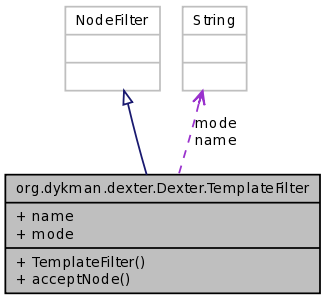 NodeFilter
String
mode
name
org.dykman.dexter.Dexter.TemplateFilter
+ name
+ mode
+ TemplateFilter()
+ acceptNode()